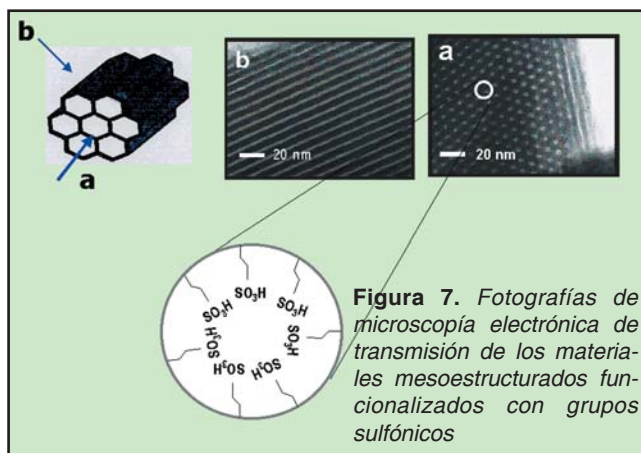 b
a
b
20 nm
a
20 nm
SO3H
SO3H
SO3H
SO3H
SO3H
SO3H
SO3H
SO3H
Figura 7. Fotografías de
microscopía electrónica de
transmisión de los materia-
les mesoestructurados fun-
cionalizados con grupos
sulfónicos